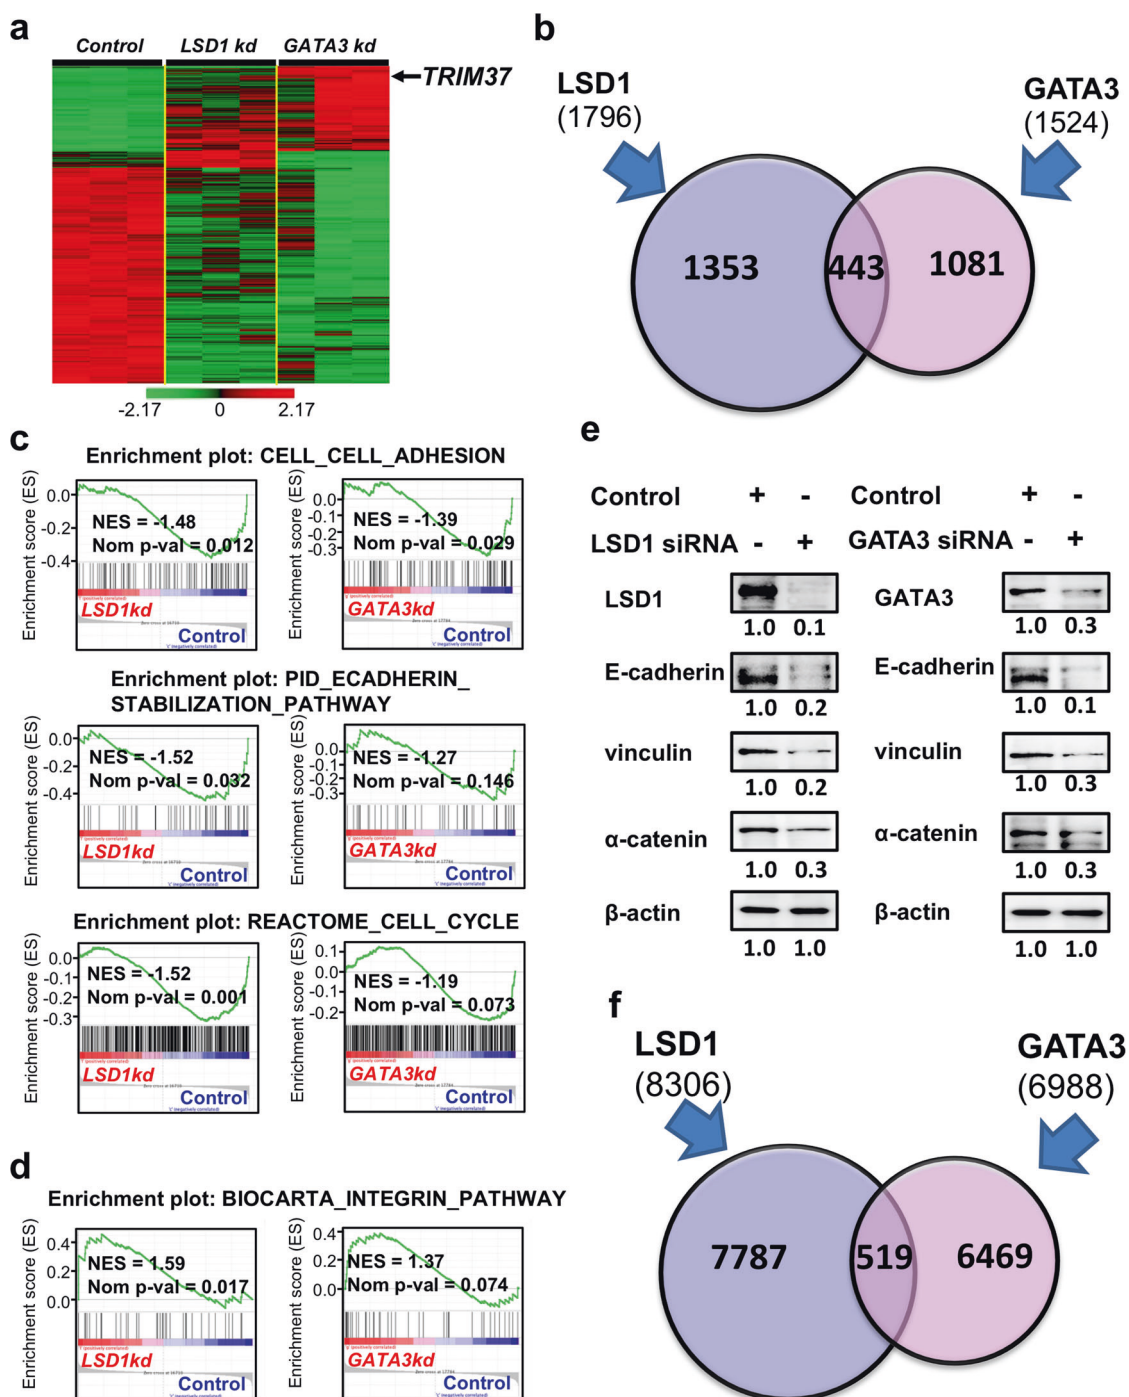 a
Control LSD1 kd GATA3 kd
TRIM37
-2.17 0 2.17
b
LSD1
(1796)
GATA3
(1524)
1353 443 1081
c
Enrichment plot: CELL_CELL_ADHESION
Enrichment score (ES)
0.0
-0.2
-0.4
NES = -1.48
Nom p-val = 0.012
LSD1kd
Control
Enrichment score (ES)
0.0
-0.1
-0.2
-0.3
NES = -1.39
Nom p-val = 0.029
GATA3kd
Control
Enrichment plot: PID_ECADHERIN_
STABILIZATION_PATHWAY
Enrichment score (ES)
0.0
-0.2
-0.4
NES = -1.52
Nom p-val = 0.032
LSD1kd
Control
Enrichment score (ES)
0.0
-0.1
-0.2
-0.3
NES = -1.27
Nom p-val = 0.146
GATA3kd
Control
Enrichment plot: REACTOME_CELL_CYCLE
Enrichment score (ES)
0.0
-0.1
-0.2
-0.3
NES = -1.52
Nom p-val = 0.001
LSD1kd
Control
Enrichment score (ES)
0.1
0.0
-0.1
-0.2
NES = -1.19
Nom p-val = 0.073
GATA3kd
Control
d
Enrichment plot: BIOCARTA_INTEGRIN_PATHWAY
Enrichment score (ES)
0.4
0.2
0.0
NES = 1.59
Nom p-val = 0.017
LSD1kd
Control
Enrichment score (ES)
0.4
0.2
0.0
NES = 1.37
Nom p-val = 0.074
GATA3kd
Control
e
Control + -
LSD1 siRNA - +
LSD1
1.0 0.1
E-cadherin
1.0 0.2
vinculin
1.0 0.2
α-catenin
1.0 0.3
β-actin
1.0 1.0
Control + -
GATA3 siRNA - +
GATA3
1.0 0.3
E-cadherin
1.0 0.1
vinculin
1.0 0.3
α-catenin
1.0 0.3
β-actin
1.0 1.0
f
LSD1
(8306)
GATA3
(6988)
7787 519 6469